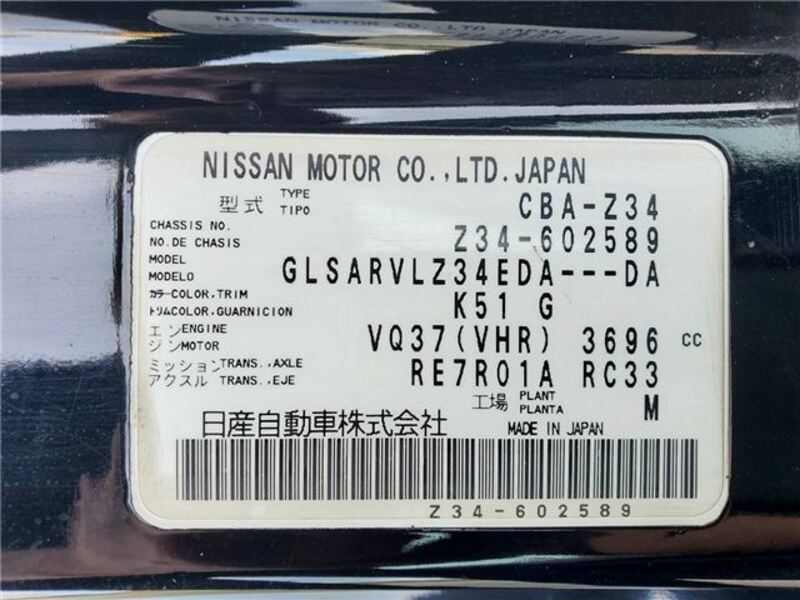 NISSAN MOTOR CO., LTD. JAPAN
NISSAN MOTOR CO.,LTD.JAPAN
型式 TYPE TIPO CBA-Z34
CHASSIS NO.
NO.DE CHASIS Z34-602589
MODEL
MODELO GLSARVLZ34EDA---DA
カラーCOLOR,TRIM
トリムCOLOR,GUARNICION K51 G
エンENGINE
ジンMOTOR VQ37(VHR) 3696 CC
ミッションTRANS.,AXLE
アクスル TRANS.,EJE RE7R01A RC33
工場 PLANT PLANTA M
日産自動車株式会社 MADE IN JAPAN
Z34-602589